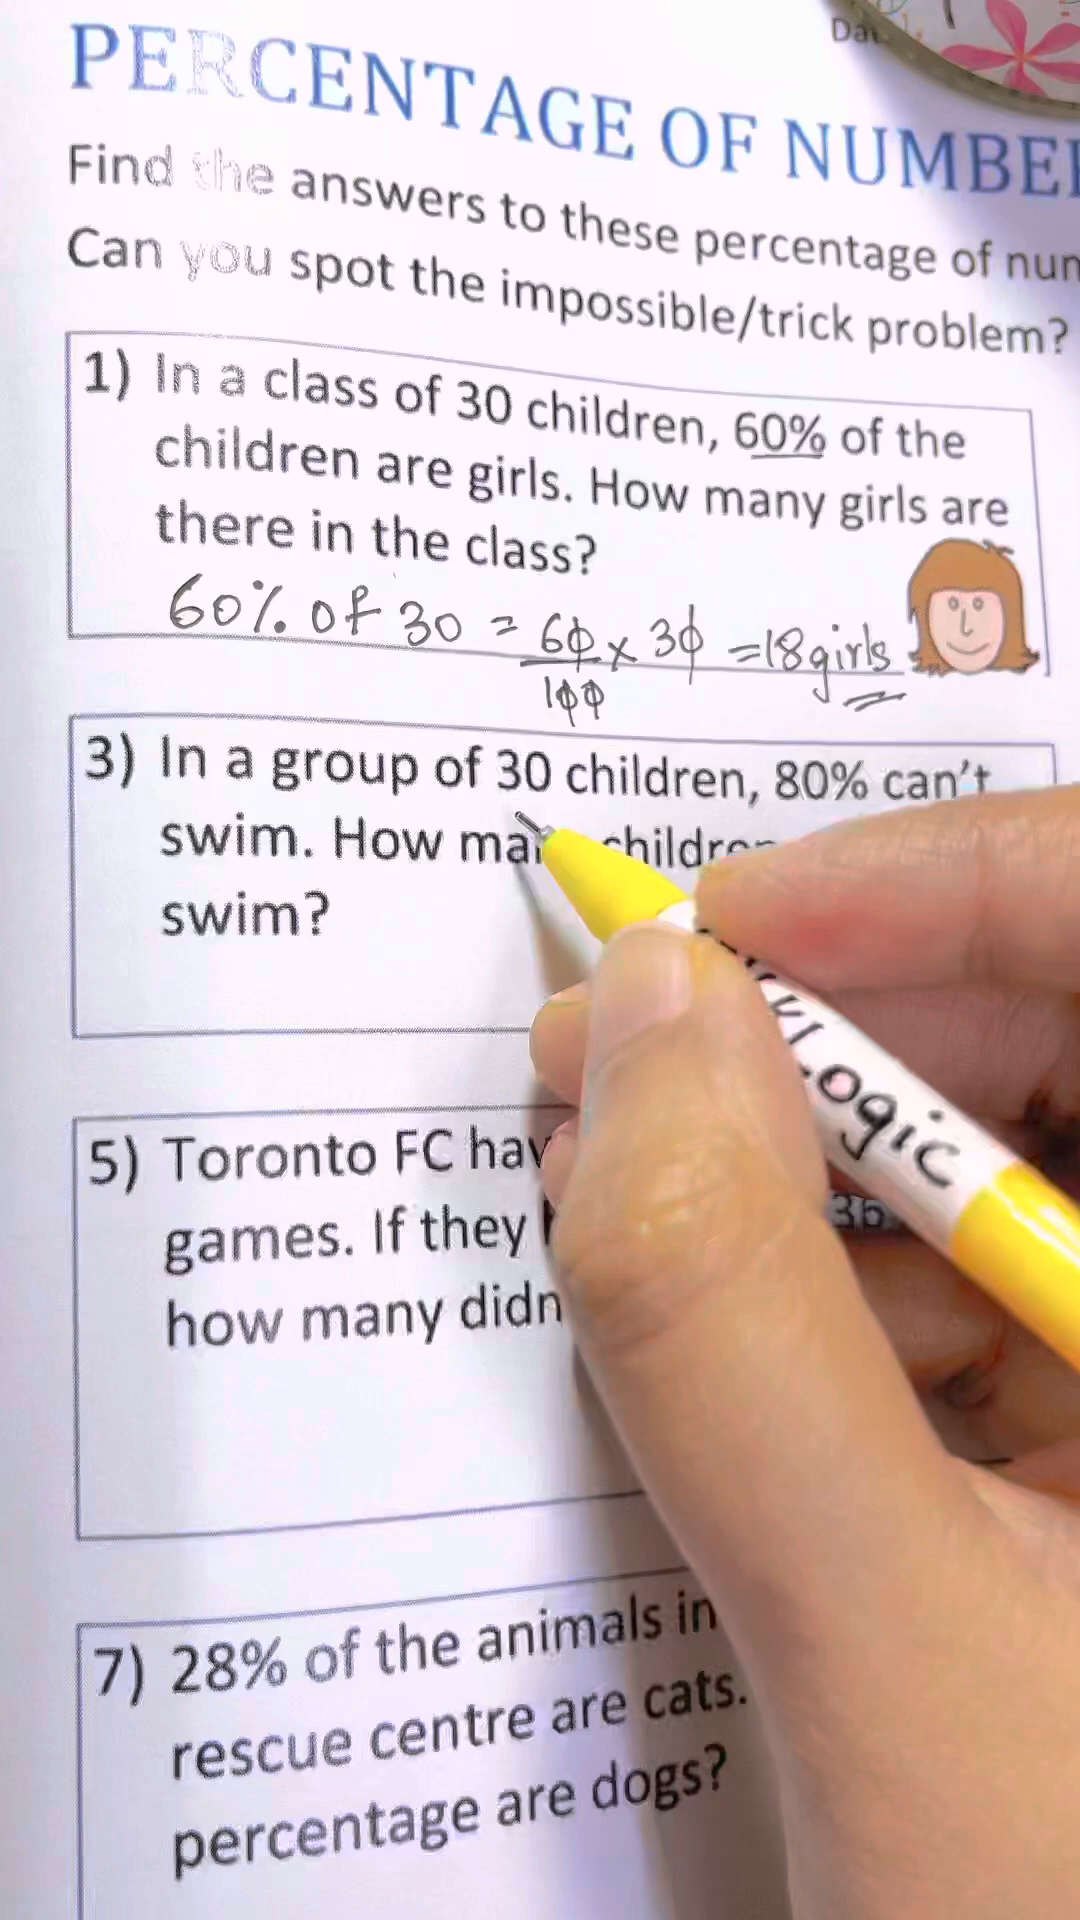 PERCENTAGE OF NUMBE
Find the answers to these percentage of num
Can you spot the impossible/trick problem?
1) In a class of 30 children, 60% of the
children are girls. How many girls are
there in the class?
60% of 30 = 60/100 x 30 = 18 girls
3) In a group of 30 children, 80% can't
swim. How children
swim?
5) Toronto FC
games. If they
how many
7) 28% of the animals in
rescue centre are cats.
percentage are dogs?
Logic